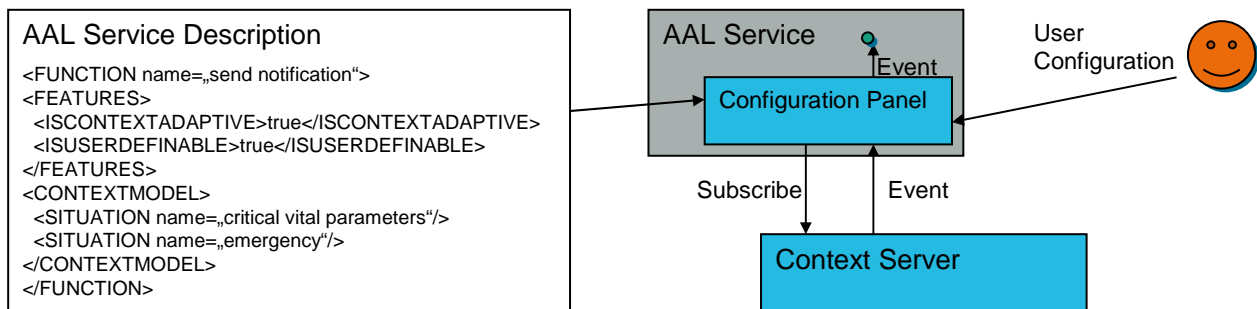 AAL Service Description
<FUNCTION name=„send notification“>
<FEATURES>
<ISCONTEXTADAPTIVE>true</ISCONTEXTADAPTIVE>
<ISUSERDEFINABLE>true</ISUSERDEFINABLE>
</FEATURES>
<CONTEXTMODEL>
<SITUATION name=„critical vital parameters“/>
<SITUATION name=„emergency“/>
</CONTEXTMODEL>
</FUNCTION>
AAL Service
Event
Configuration Panel
User
Configuration
Subscribe
Event
Context Server